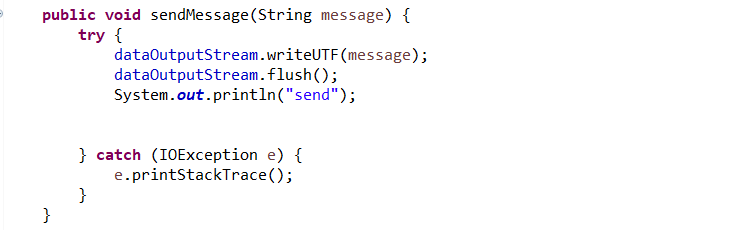 public void sendMessage(String message) {
    try {
        dataOutputStream.writeUTF(message);
        dataOutputStream.flush();
        System.out.println("send");
    } catch (IOException e) {
        e.printStackTrace();
    }
}